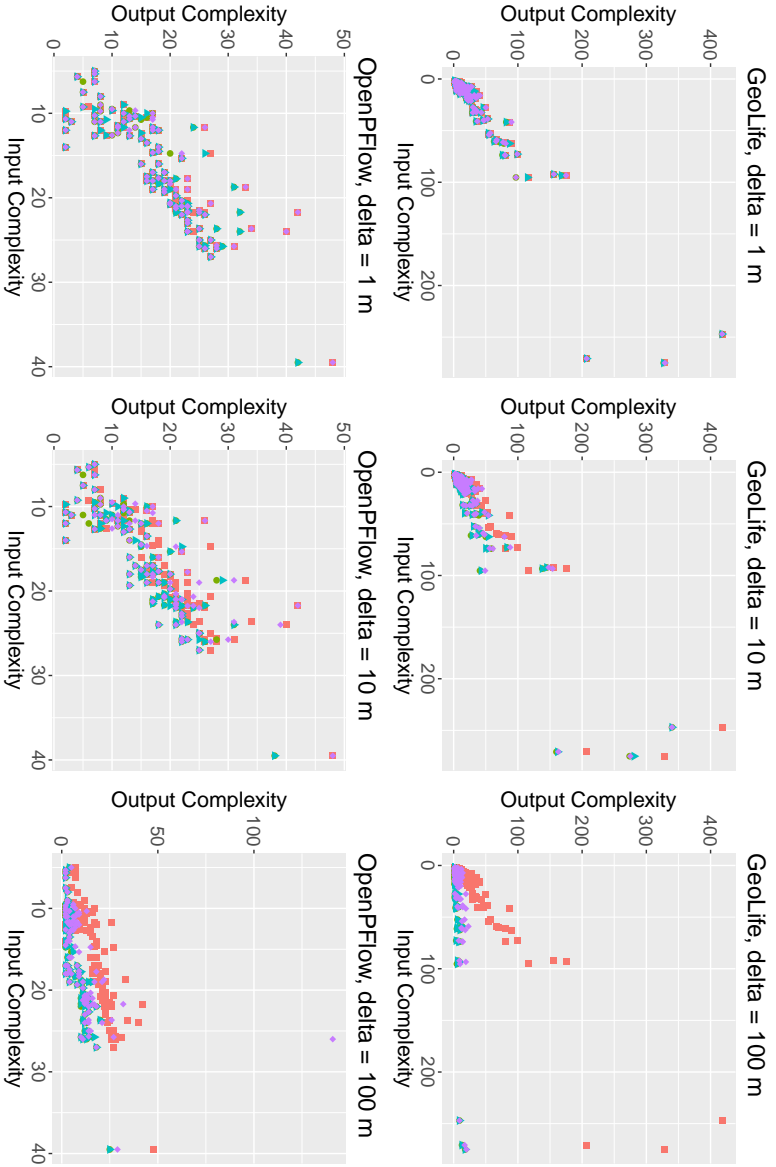 GeoLife, delta = 1 m
Output Complexity
400
300
200
100
0
0 100 200
Input Complexity
GeoLife, delta = 10 m
Output Complexity
400
300
200
100
0
0 100 200
Input Complexity
GeoLife, delta = 100 m
Output Complexity
400
300
200
100
0
0 100 200
Input Complexity
OpenPFlow, delta = 1 m
Output Complexity
50
40
30
20
10
0
10 20 30 40
Input Complexity
OpenPFlow, delta = 10 m
Output Complexity
50
40
30
20
10
0
10 20 30 40
Input Complexity
OpenPFlow, delta = 100 m
Output Complexity
100
50
0
10 20 30 40
Input Complexity